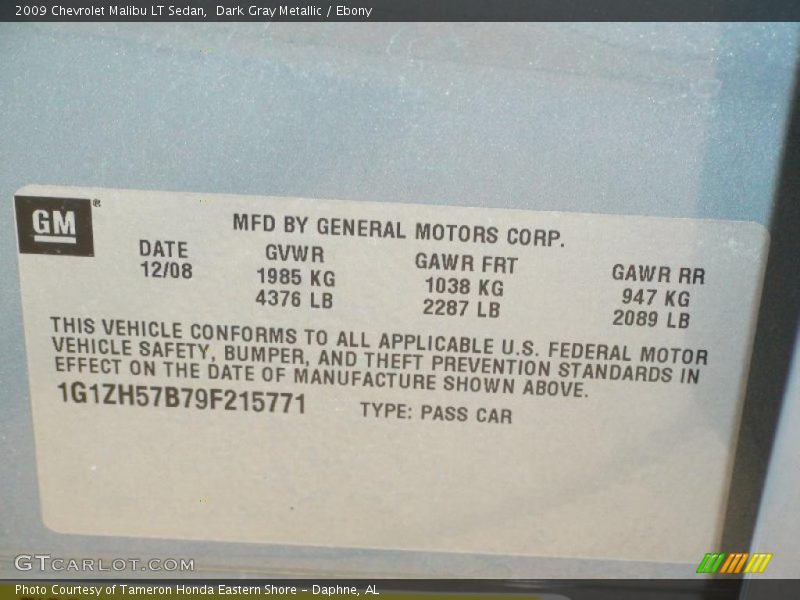 2009 Chevrolet Malibu LT Sedan, Dark Gray Metallic / Ebony
GM®
MFD BY GENERAL MOTORS CORP.
DATE GVWR GAWR FRT GAWR RR
12/08 1985 KG 1038 KG 947 KG
4376 LB 2287 LB 2089 LB
THIS VEHICLE CONFORMS TO ALL APPLICABLE U.S. FEDERAL MOTOR
VEHICLE SAFETY, BUMPER, AND THEFT PREVENTION STANDARDS IN
EFFECT ON THE DATE OF MANUFACTURE SHOWN ABOVE.
1G1ZH57B79F215771 TYPE: PASS CAR
GTCARLOT.COM
Photo Courtesy of Tameron Honda Eastern Shore - Daphne, AL